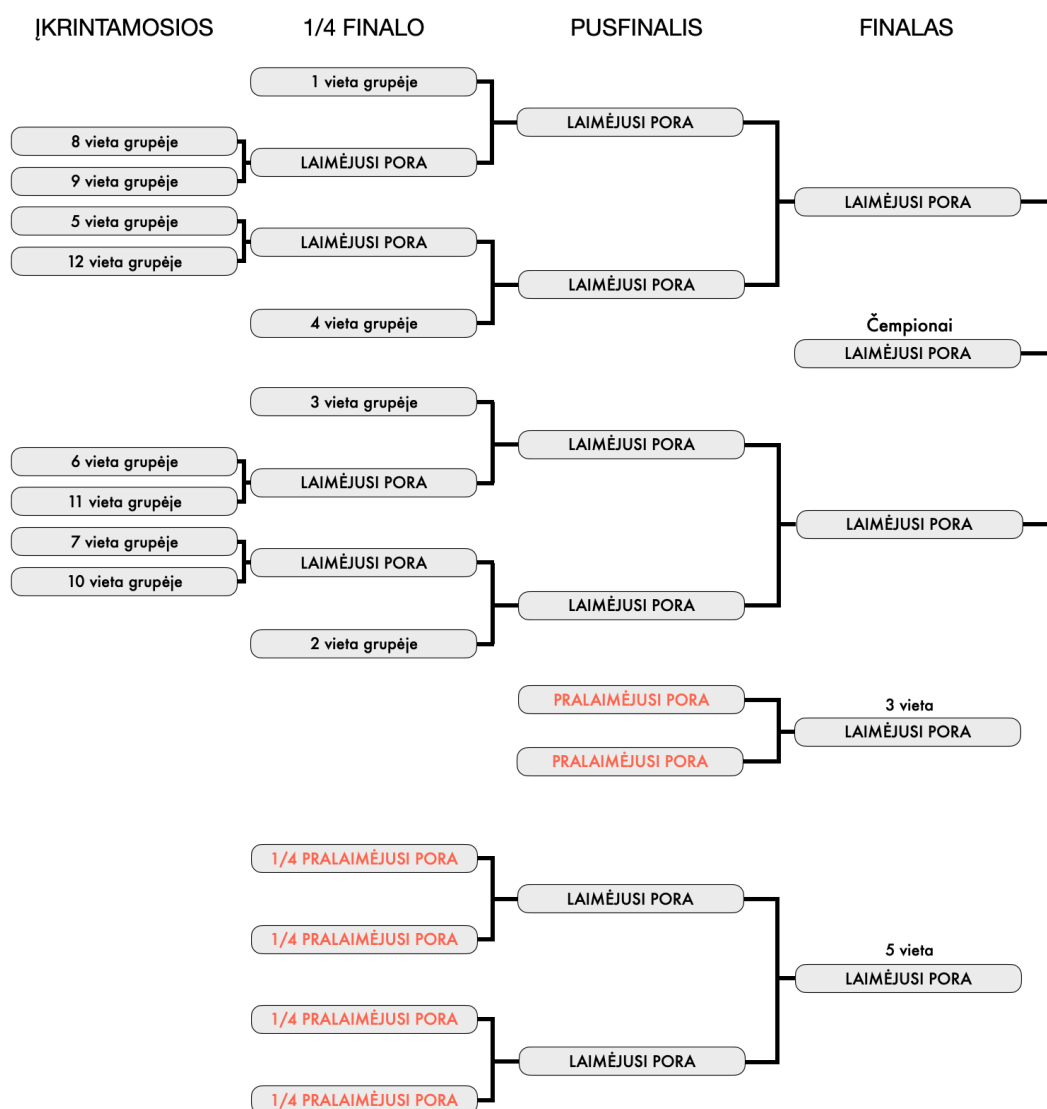 ĮKRINTAMOSIOS
1/4 FINALO
PUSFINALIS
FINALAS
1 vieta grupėje
LAIMĖJUSI PORA
8 vieta grupėje
LAIMĖJUSI PORA
9 vieta grupėje
LAIMĖJUSI PORA
5 vieta grupėje
LAIMĖJUSI PORA
12 vieta grupėje
LAIMĖJUSI PORA
4 vieta grupėje
Čempionai
LAIMĖJUSI PORA
3 vieta grupėje
LAIMĖJUSI PORA
6 vieta grupėje
LAIMĖJUSI PORA
11 vieta grupėje
LAIMĖJUSI PORA
7 vieta grupėje
LAIMĖJUSI PORA
10 vieta grupėje
LAIMĖJUSI PORA
2 vieta grupėje
PRALAIMĖJUSI PORA
3 vieta
LAIMĖJUSI PORA
PRALAIMĖJUSI PORA
1/4 PRALAIMĖJUSI PORA
LAIMĖJUSI PORA
1/4 PRALAIMĖJUSI PORA
5 vieta
LAIMĖJUSI PORA
1/4 PRALAIMĖJUSI PORA
LAIMĖJUSI PORA
1/4 PRALAIMĖJUSI PORA